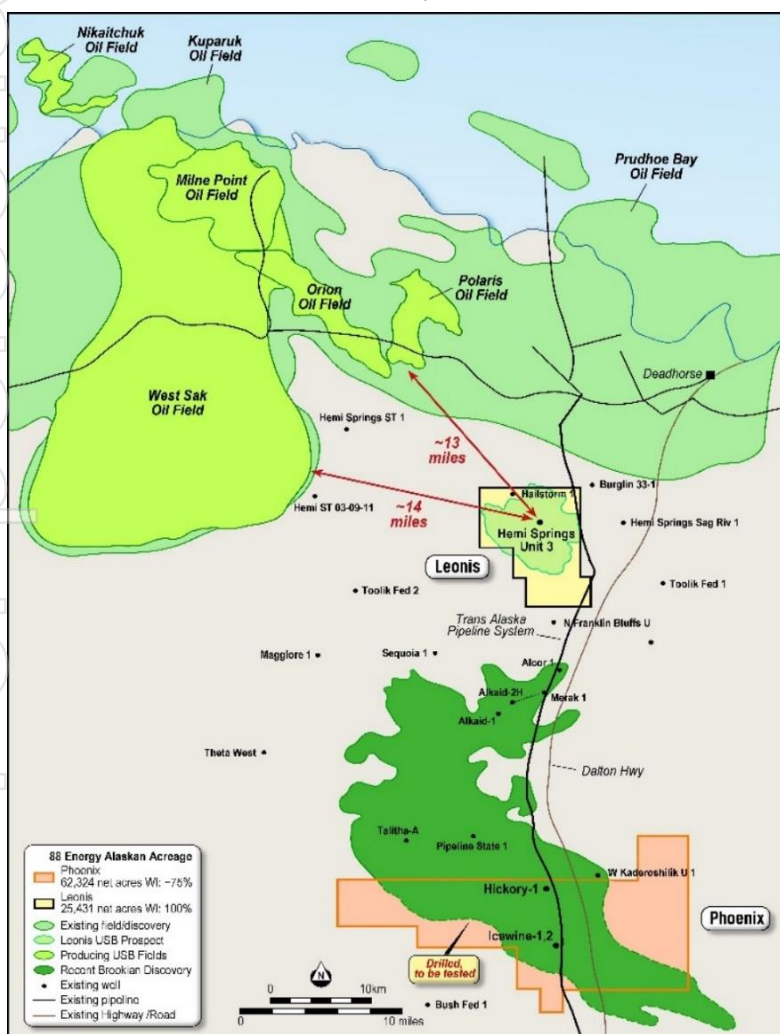 Nikaitchuk
Oil Field
Kuparuk
Oil Field
Prudhoe Bay
Oil Field
Milne Point
Oil Field
Orion
Oil Field
Polaris
Oil Field
Deadhorse
West Sak
Oil Field
Hemi Springs ST 1
~13
miles
Burglin 33-1
Hailstorm 1
Hemi ST 03-09-11
~14
miles
Hemi Springs
Unit 3
Hemi Springs Sag Riv 1
Leonis
Toolik Fed 2
Toolik Fed 1
Trans Alaska
Pipeline System
N Franklin Bluffs U
Magglore 1
Sequoia 1
Alcor 1
Alkaid-2H
Merak 1
Alkaid-1
Theta West
Dalton Hwy
Talitha-A
Pipeline State 1
W Kaderoshilik U 1
Hickory-1
Phoenix
Icewine-1,2
Drilled,
to be tested
Bush Fed 1
88 Energy Alaskan Acreage
Phoenix
62,324 net acres WI: ~75%
Leonis
25,431 net acres WI: 100%
Existing field/discovery
Leonis USB Prospect
Producing USB Fields
Recent Brookian Discovery
Existing well
Existing pipeline
Existing Highway /Road
N
0 10km
0 10 miles